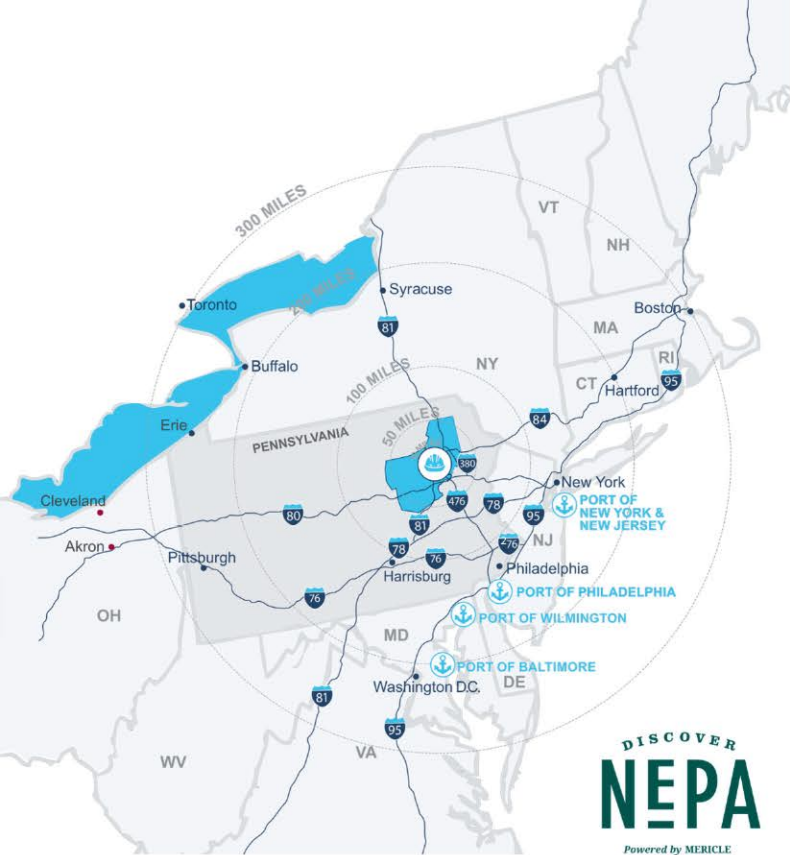 300 MILES
VT
NH
200 MILES
Toronto
Syracuse
Boston
81
MA
Buffalo
NY
RI
100 MILES
CT
Hartford
95
50 MILES
84
Erie
PENNSYLVANIA
380
New York
Cleveland
476
78
PORT OF
NEW YORK &
NEW JERSEY
80
95
81
NJ
Akron
78
76
276
Pittsburgh
Harrisburg
Philadelphia
PORT OF PHILADELPHIA
76
OH
PORT OF WILMINGTON
MD
PORT OF BALTIMORE
Washington D.C.
DE
81
95
VA
WV
DISCOVER
NEPA
Powered by MERICLE